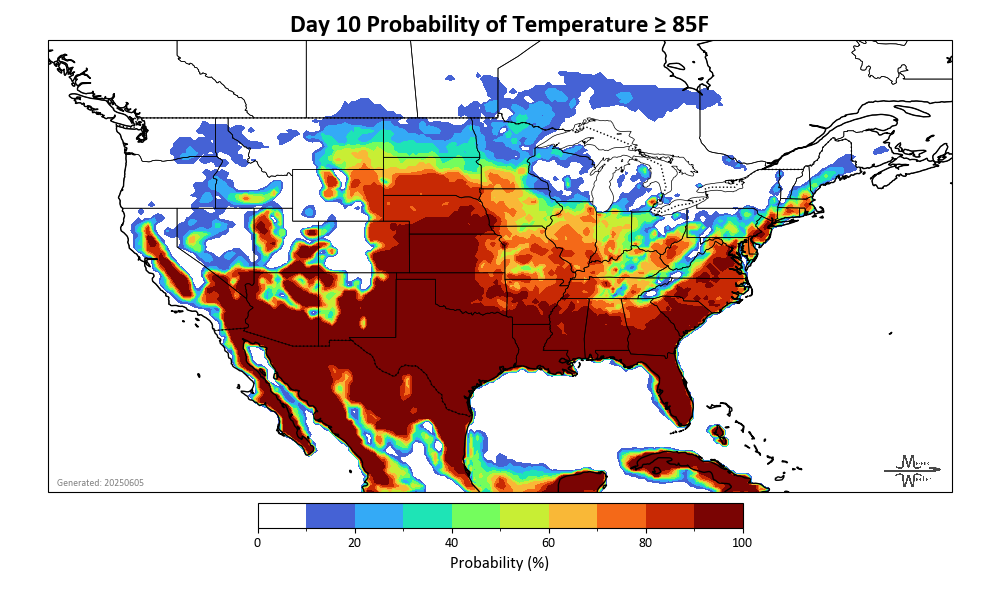 Day 10 Probability of Temperature ≥ 85F
Generated: 20250605
0 20 40 60 80 100
Probability (%)